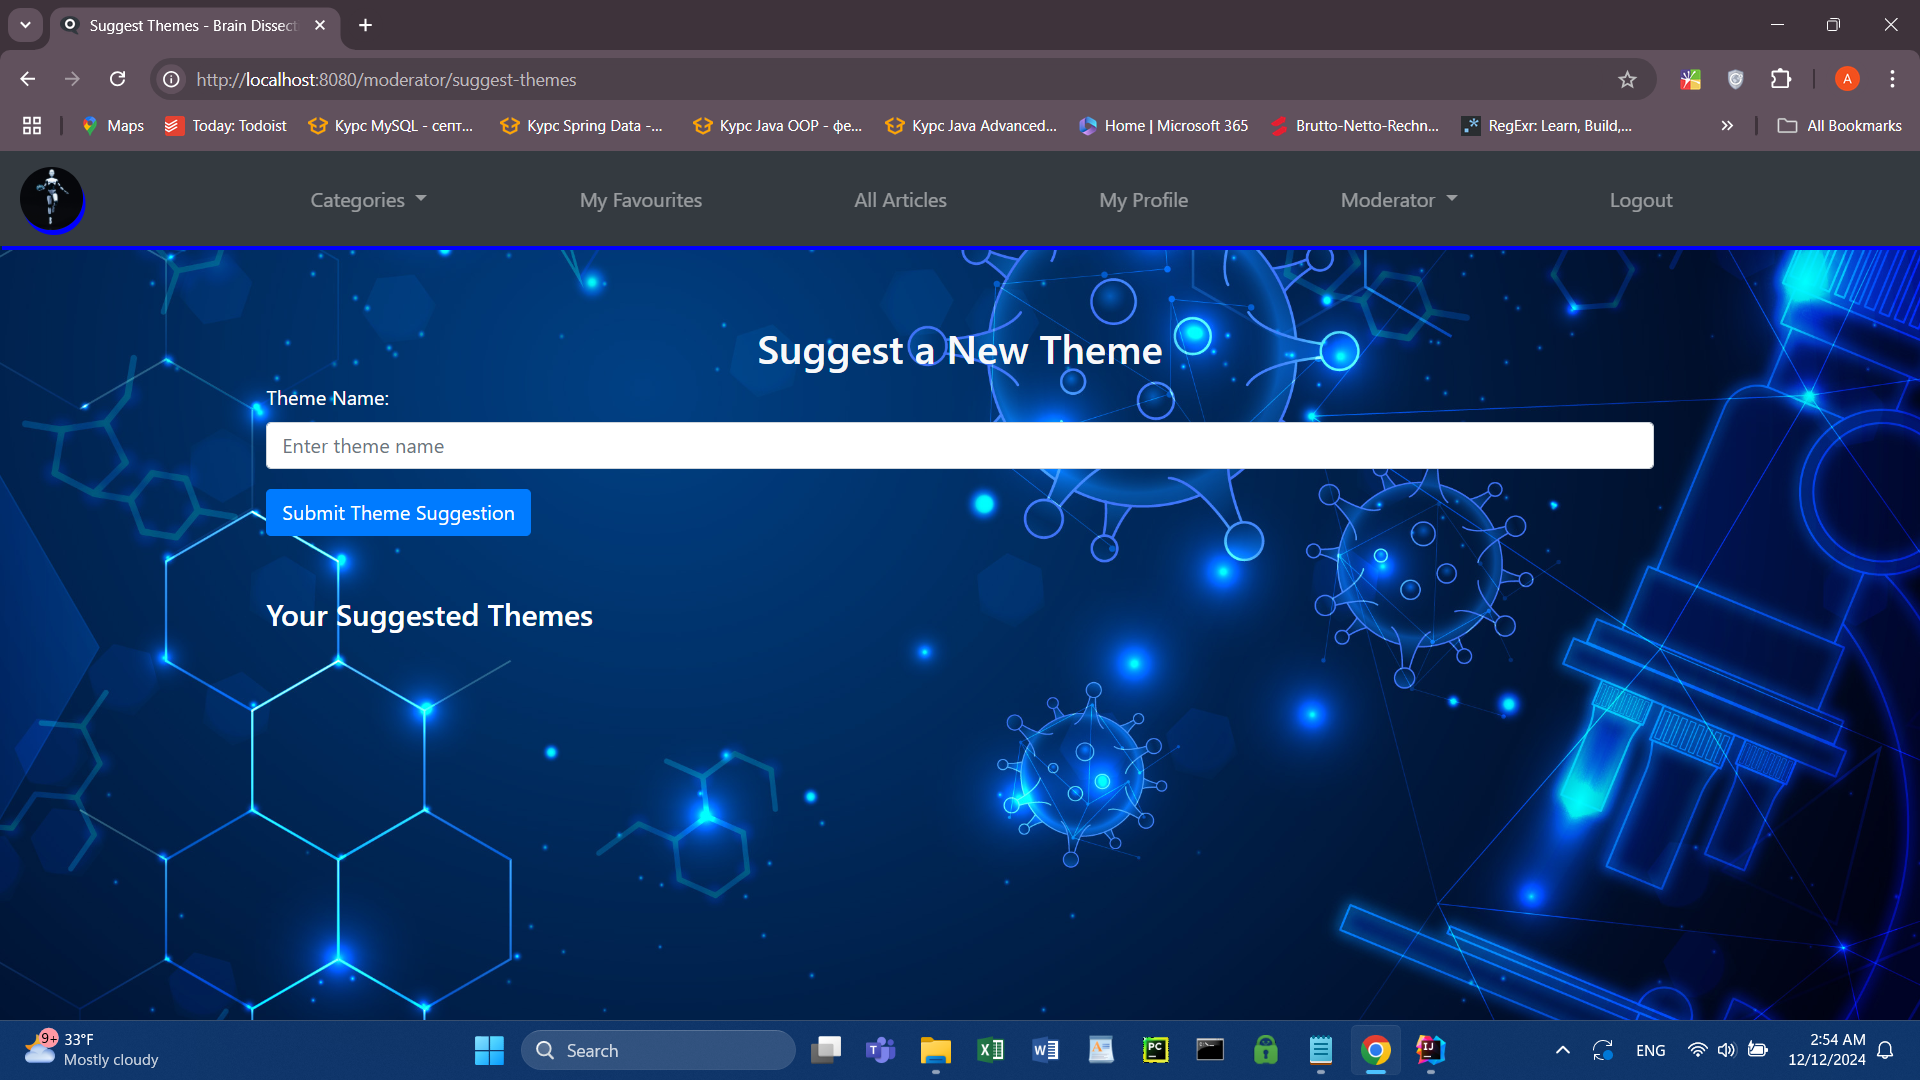 Suggest Themes - Brain Dissect
http://localhost:8080/moderator/suggest-themes
A
Maps
Today: Todoist
Курс MySQL - септ...
Курс Spring Data -...
Курс Java OOP - фе...
Курс Java Advanced...
Home | Microsoft 365
Brutto-Netto-Rechn...
RegExr: Learn, Build,...
All Bookmarks
Categories
My Favourites
All Articles
My Profile
Moderator
Logout
Suggest a New Theme
Theme Name:
Enter theme name
Submit Theme Suggestion
Your Suggested Themes
9+
33°F
Mostly cloudy
Search
PC
IJ
ENG
2:54 AM
12/12/2024